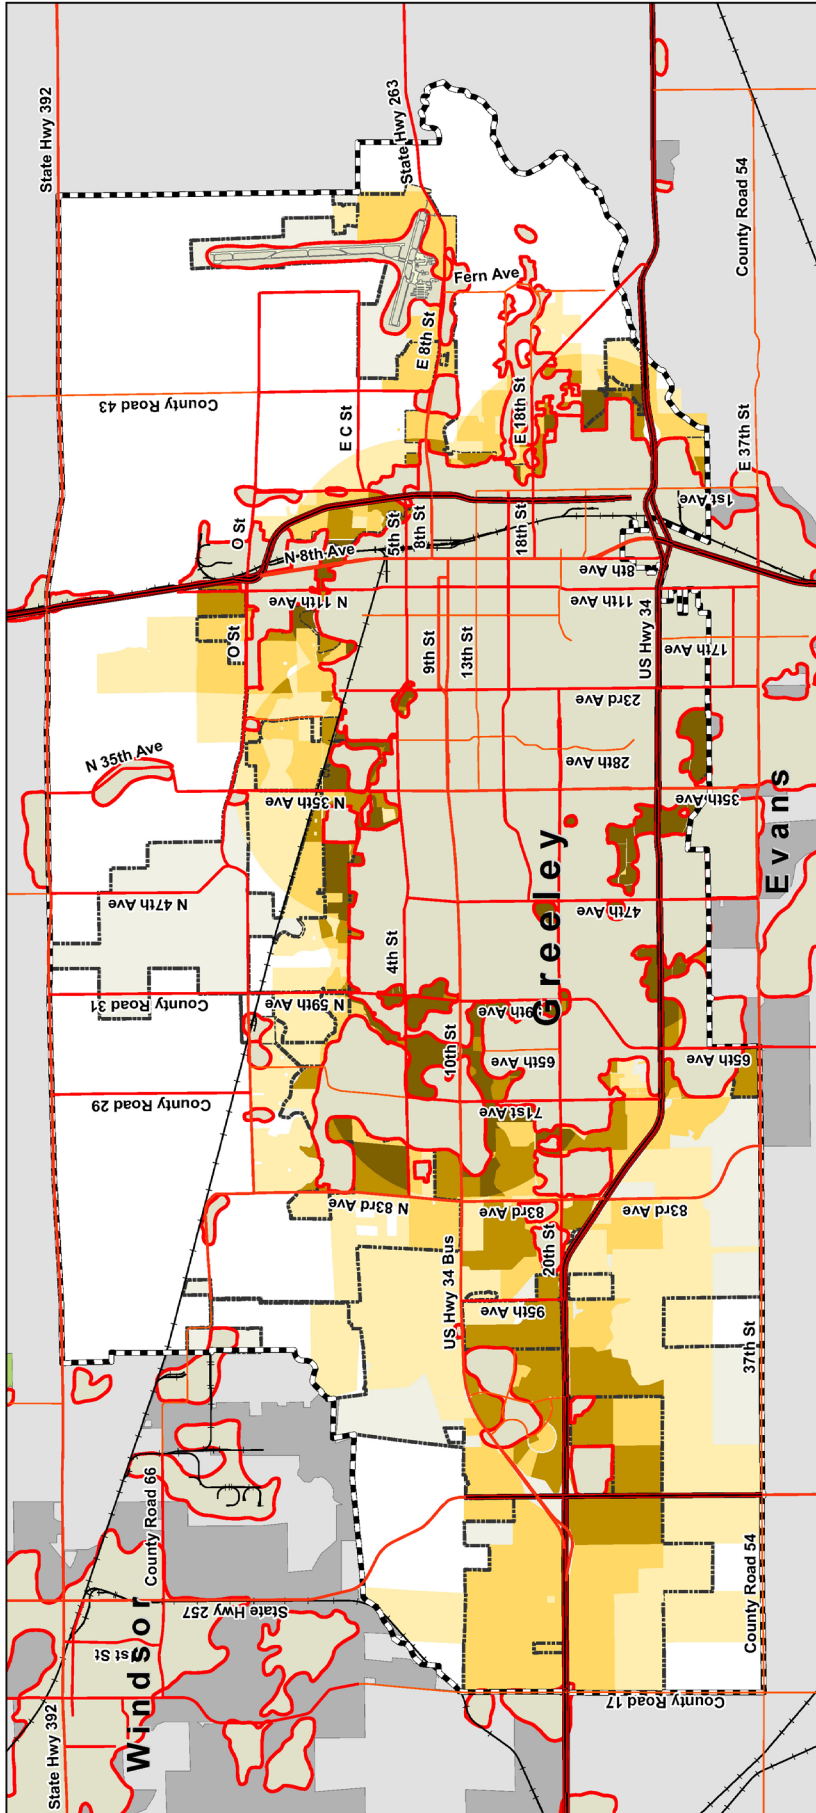 State Hwy 392
State Hwy 263
County Road 54
Fern Ave
E 8th St
County Road 43
E C St
E 18th St
E 37th St
1st Ave
O St
5th St
8th St
18th St
N 8th Ave
8th Ave
N 11th Ave
11th Ave
O St
9th St
13th St
US Hwy 34
17th Ave
23rd Ave
N 35th Ave
28th Ave
N 35th Ave
35th Ave
Evans
Greeley
N 47th Ave
47th Ave
4th St
County Road 31
N 59th Ave
59th Ave
10th St
65th Ave
65th Ave
County Road 29
71st Ave
N 83rd Ave
83rd Ave
83rd Ave
20th St
US Hwy 34 Bus
95th Ave
37th St
County Road 66
County Road 54
State Hwy 257
Windsor
1st St
County Road 17
State Hwy 392